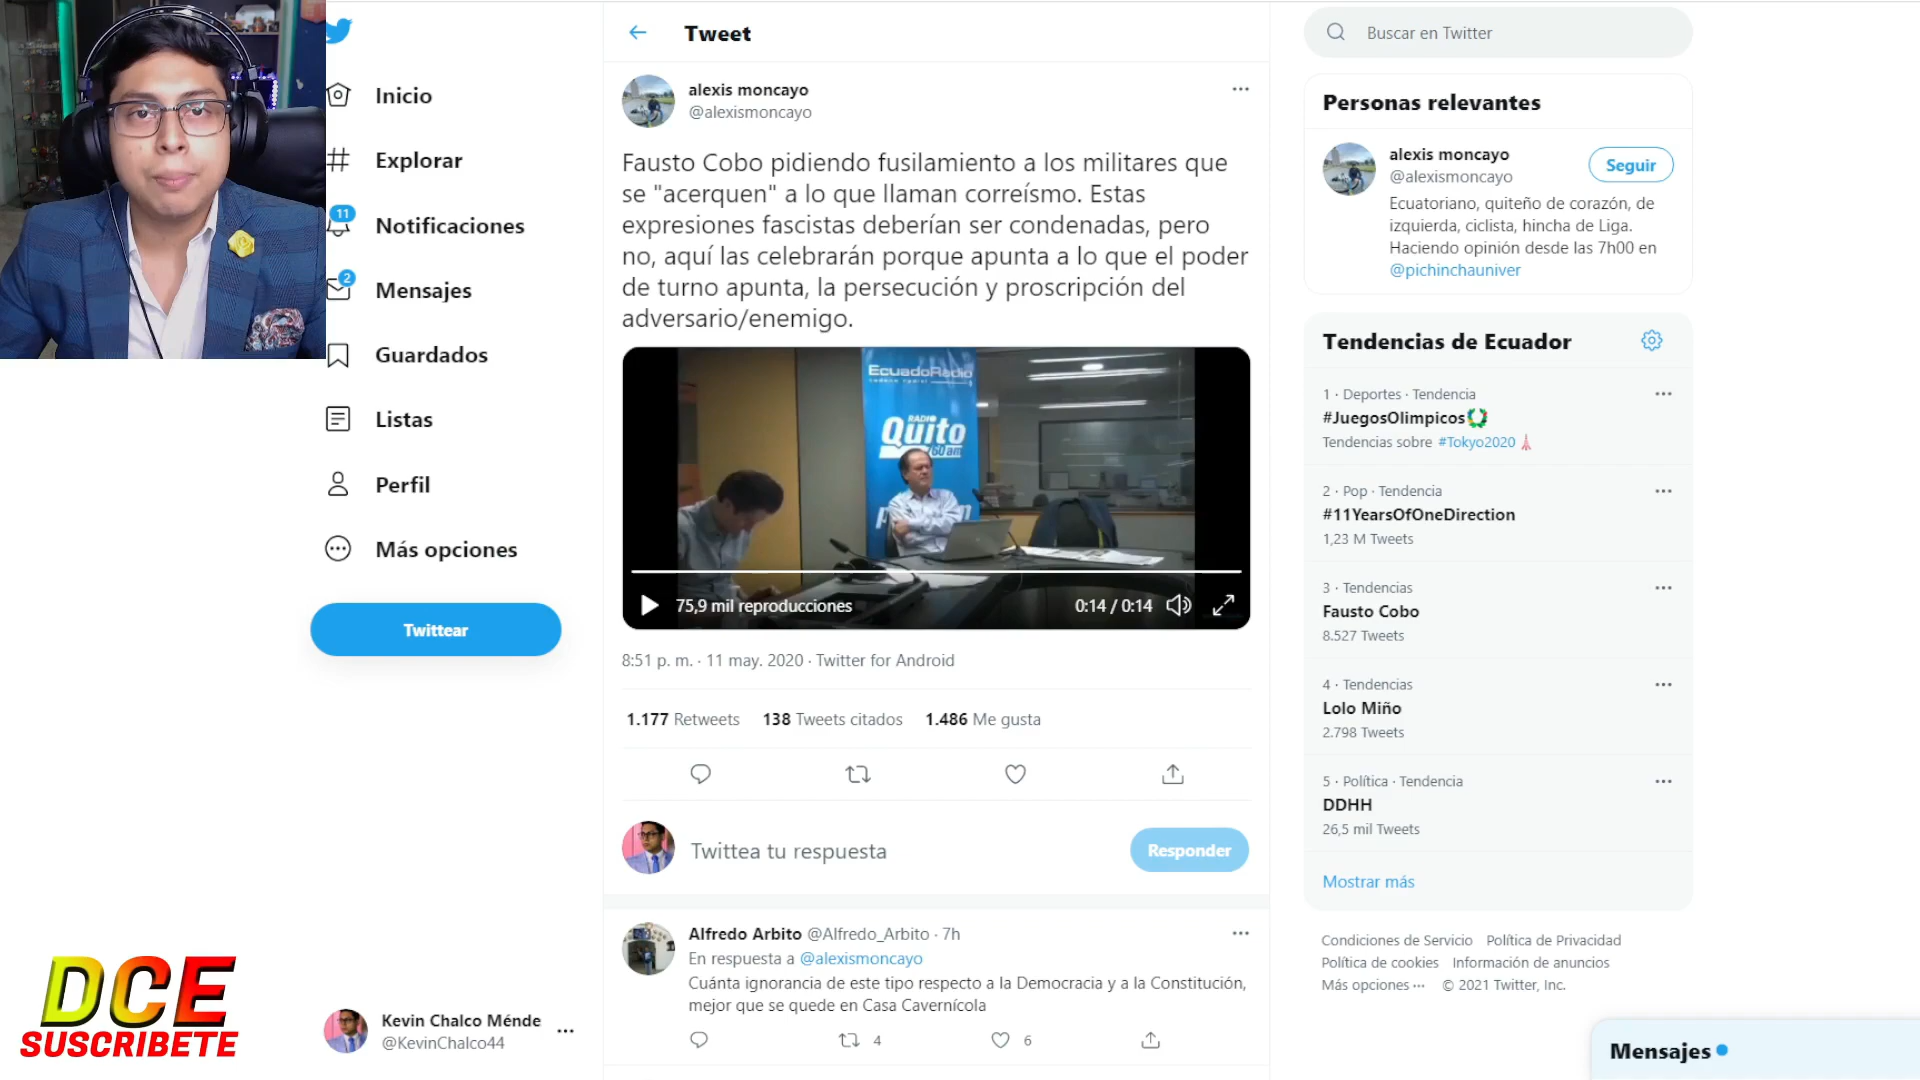 Inicio
Explorar
11
Notificaciones
2
Mensajes
Guardados
Listas
Perfil
Más opciones
Twittear
Kevin Chalco Ménde
@KevinChalco44
DCE
SUSCRIBETE
Tweet
alexis moncayo
@alexismoncayo
Fausto Cobo pidiendo fusilamiento a los militares que
se "acerquen" a lo que llaman correísmo. Estas
expresiones fascistas deberían ser condenadas, pero
no, aquí las celebrarán porque apunta a lo que el poder
de turno apunta, la persecución y proscripción del
adversario/enemigo.
EcuadoRadio
RADIO
Quito
760am
75,9 mil reproducciones
0:14 / 0:14
8:51 p. m. · 11 may. 2020 · Twitter for Android
1.177 Retweets 138 Tweets citados 1.486 Me gusta
Twittea tu respuesta
Responder
Alfredo Arbito @Alfredo_Arbito · 7h
En respuesta a @alexismoncayo
Cuánta ignorancia de este tipo respecto a la Democracia y a la Constitución,
mejor que se quede en Casa Cavernícola
4
6
Buscar en Twitter
Personas relevantes
alexis moncayo
@alexismoncayo
Seguir
Ecuatoriano, quiteño de corazón, de
izquierda, ciclista, hincha de Liga.
Haciendo opinión desde las 7h00 en
@pichinchauniver
Tendencias de Ecuador
1 · Deportes · Tendencia
#JuegosOlimpicos
Tendencias sobre #Tokyo2020
2 · Pop · Tendencia
#11YearsOfOneDirection
1,23 M Tweets
3 · Tendencias
Fausto Cobo
8.527 Tweets
4 · Tendencias
Lolo Miño
2.798 Tweets
5 · Política · Tendencia
DDHH
26,5 mil Tweets
Mostrar más
Condiciones de Servicio Política de Privacidad
Política de cookies Información de anuncios
Más opciones ··· © 2021 Twitter, Inc.
Mensajes